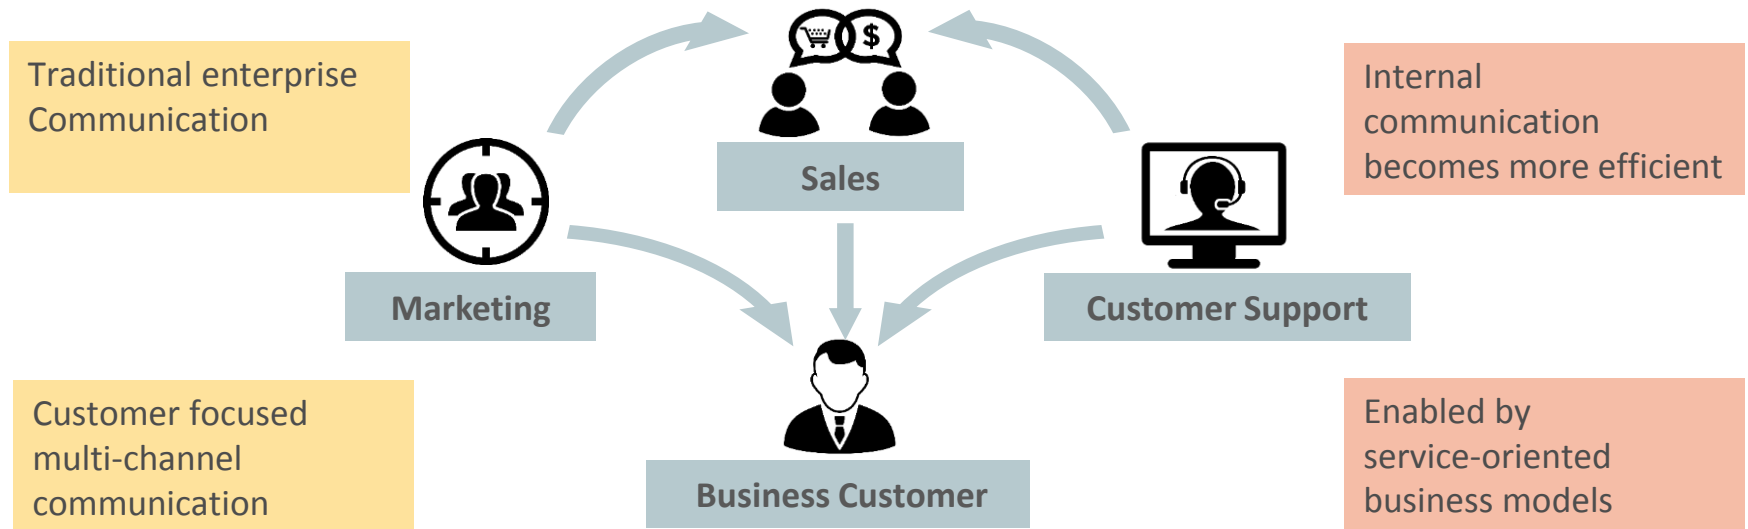 Traditional enterprise
Communication
$
Sales
Internal
communication
becomes more efficient
Marketing
Customer Support
Customer focused
multi-channel
communication
Business Customer
Enabled by
service-oriented
business models